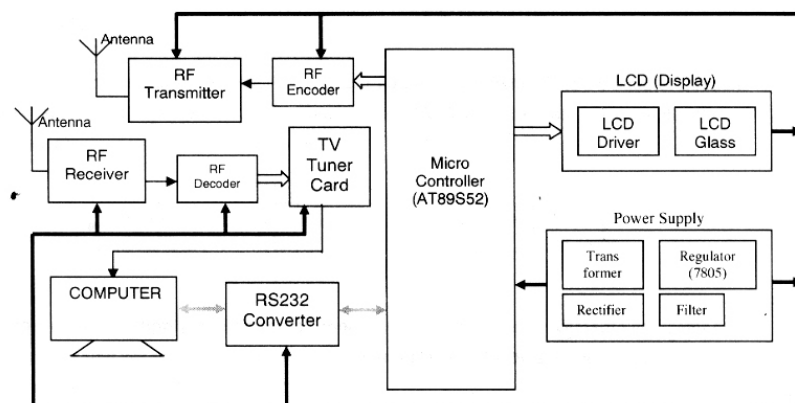 Antenna
RF
Transmitter
RF
Encoder
Antenna
RF
Receiver
RF
Decoder
TV
Tuner
Card
Micro
Controller
(AT89S52)
LCD (Display)
LCD
Driver
LCD
Glass
Power Supply
Trans
former
Regulator
(7805)
Rectifier
Filter
COMPUTER
RS232
Converter